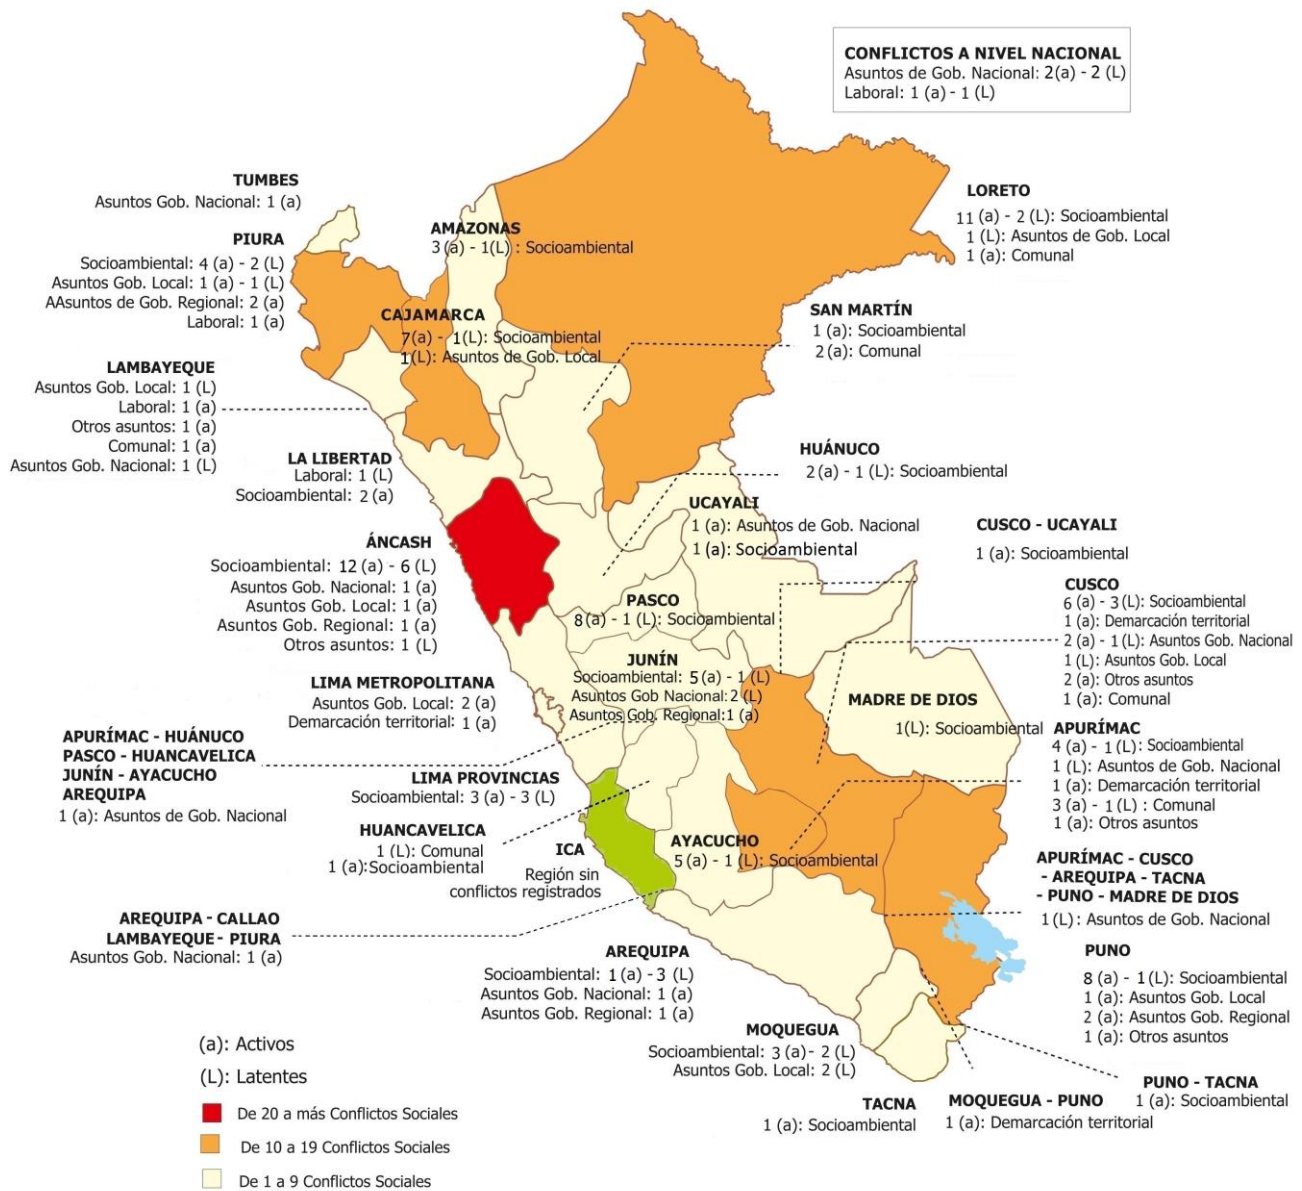 CONFLICTOS A NIVEL NACIONAL
Asuntos de Gob. Nacional: 2(a) - 2 (L)
Laboral: 1 (a) - 1 (L)
TUMBES
Asuntos Gob. Nacional: 1 (a)
PIURA
Socioambiental: 4 (a) - 2 (L)
Asuntos Gob. Local: 1 (a) - 1 (L)
AAsuntos de Gob. Regional: 2 (a)
Laboral: 1 (a)
AMAZONAS
3 (a) - 1(L) : Socioambiental
LORETO
11 (a) - 2 (L): Socioambiental
1 (L): Asuntos de Gob. Local
1 (a): Comunal
CAJAMARCA
7(a) - 1(L): Socioambiental
1(L): Asuntos de Gob. Local
SAN MARTÍN
1 (a): Socioambiental
2 (a): Comunal
LAMBAYEQUE
Asuntos Gob. Local: 1 (L)
Laboral: 1 (a)
Otros asuntos: 1 (a)
Comunal: 1 (a)
Asuntos Gob. Nacional: 1 (L)
LA LIBERTAD
Laboral: 1 (L)
Socioambiental: 2 (a)
HUÁNUCO
2 (a) - 1 (L): Socioambiental
UCAYALI
1 (a): Asuntos de Gob. Nacional
1 (a): Socioambiental
CUSCO - UCAYALI
1 (a): Socioambiental
ÁNCASH
Socioambiental: 12 (a) - 6 (L)
Asuntos Gob. Nacional: 1 (a)
Asuntos Gob. Local: 1 (a)
Asuntos Gob. Regional: 1 (a)
Otros asuntos: 1 (L)
PASCO
8(a) - 1 (L): Socioambiental
CUSCO
6 (a) - 3 (L): Socioambiental
1 (a): Demarcación territorial
2 (a) - 1 (L): Asuntos Gob. Nacional
1 (L): Asuntos Gob. Local
2 (a): Otros asuntos
1 (a): Comunal
JUNÍN
Socioambiental: 5 (a) - 1 (L)
Asuntos Gob Nacional: 2 (L)
Asuntos Gob. Regional: 1 (a)
LIMA METROPOLITANA
Asuntos Gob. Local: 2 (a)
Demarcación territorial: 1 (a)
MADRE DE DIOS
1(L): Socioambiental
APURÍMAC - HUÁNUCO
PASCO - HUANCAVELICA
JUNÍN - AYACUCHO
AREQUIPA
1 (a): Asuntos de Gob. Nacional
APURÍMAC
4 (a) - 1 (L): Socioambiental
1 (L): Asuntos de Gob. Nacional
1 (a): Demarcación territorial
3 (a) - 1 (L) : Comunal
1 (a): Otros asuntos
LIMA PROVINCIAS
Socioambiental: 3 (a) - 3 (L)
HUANCAVELICA
1 (L): Comunal
1 (a):Socioambiental
ICA
Región sin
conflictos registrados
AYACUCHO
5 (a) - 1 (L): Socioambiental
APURÍMAC - CUSCO
- AREQUIPA - TACNA
- PUNO - MADRE DE DIOS
1 (L): Asuntos de Gob. Nacional
AREQUIPA - CALLAO
LAMBAYEQUE - PIURA
Asuntos Gob. Nacional: 1 (a)
AREQUIPA
Socioambiental: 1 (a) - 3 (L)
Asuntos Gob. Nacional: 1 (a)
Asuntos Gob. Regional: 1 (a)
PUNO
8 (a) - 1(L): Socioambiental
1 (a): Asuntos Gob. Local
2 (a): Asuntos Gob. Regional
1 (a): Otros asuntos
MOQUEGUA
Socioambiental: 3 (a) - 2 (L)
Asuntos Gob. Local: 2 (L)
PUNO - TACNA
1 (a): Socioambiental
TACNA
1 (a): Socioambiental
MOQUEGUA - PUNO
1 (a): Demarcación territorial
(a): Activos
(L): Latentes
De 20 a más Conflictos Sociales
De 10 a 19 Conflictos Sociales
De 1 a 9 Conflictos Sociales